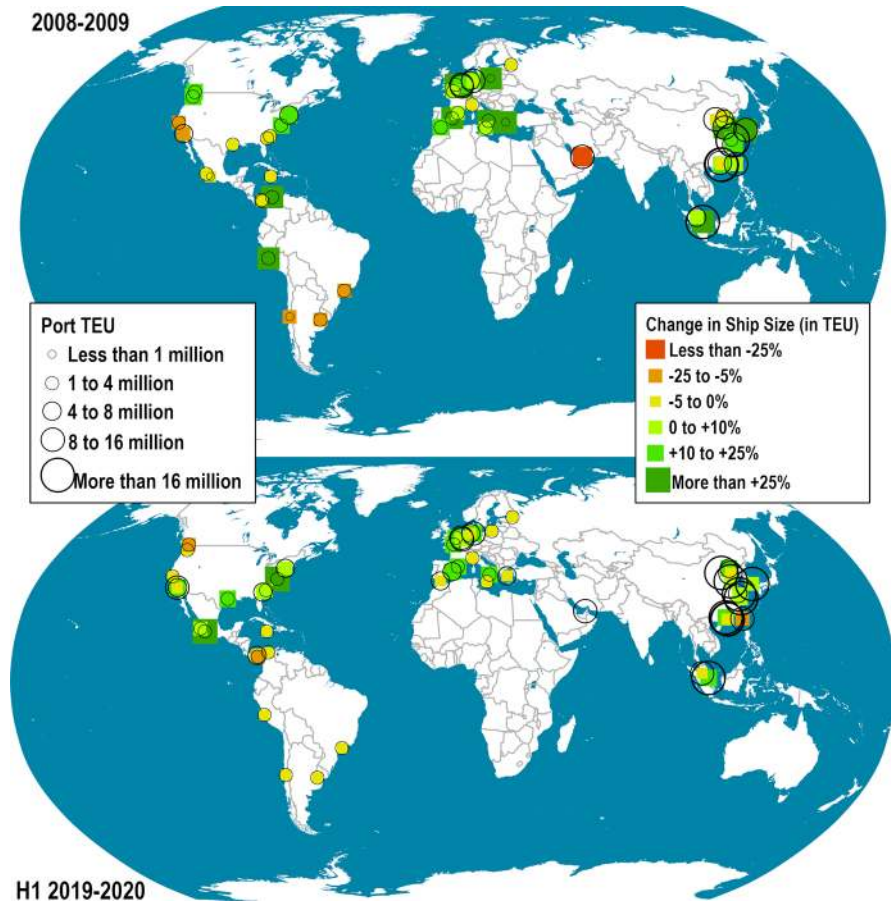 2008-2009
Port TEU
Less than 1 million
1 to 4 million
4 to 8 million
8 to 16 million
More than 16 million
Change in Ship Size (in TEU)
Less than -25%
-25 to -5%
-5 to 0%
0 to +10%
+10 to +25%
More than +25%
H1 2019-2020